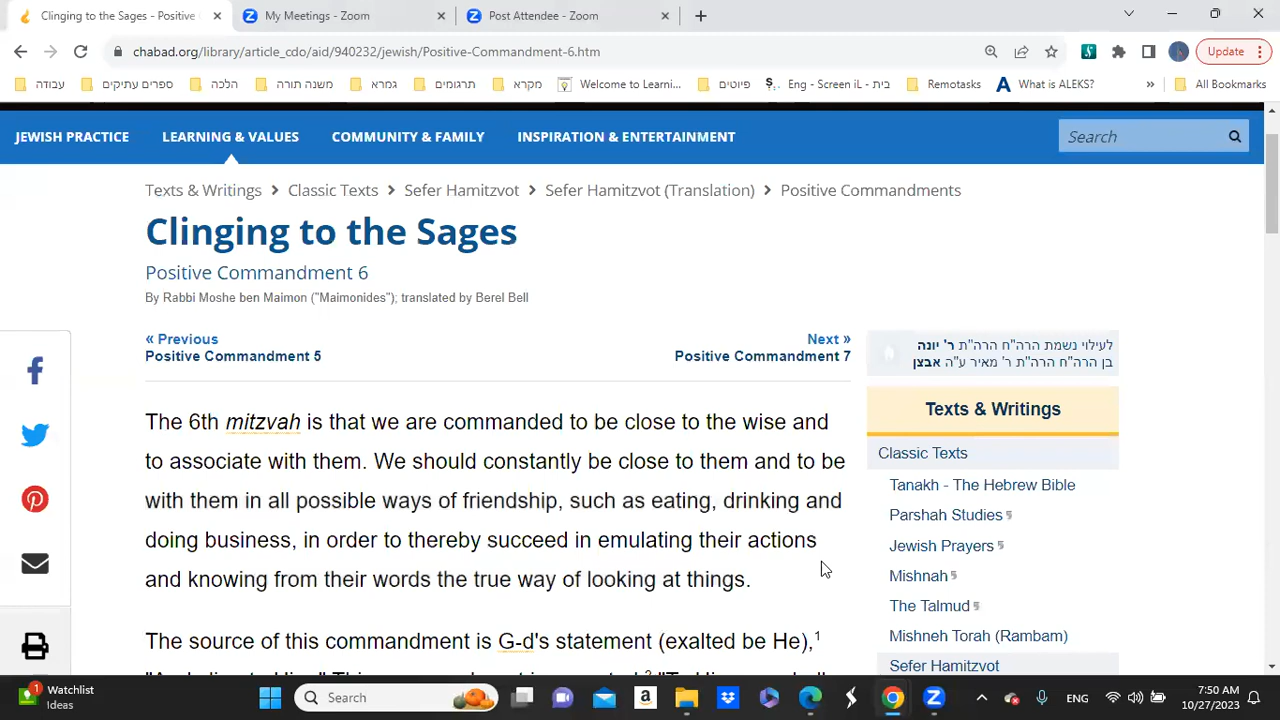 Clinging to the Sages - Positive
My Meetings - Zoom
Post Attendee - Zoom
chabad.org/library/article_cdo/aid/940232/jewish/Positive-Commandment-6.htm
Update
עבודה
ספרים עתיקים
הלכה
משנה תורה
גמרא
תרגומים
מקרא
Welcome to Learni...
פיוטים
Eng - Screen iL - בית
Remotasks
What is ALEKS?
»
All Bookmarks
JEWISH PRACTICE
LEARNING & VALUES
COMMUNITY & FAMILY
INSPIRATION & ENTERTAINMENT
Search
Texts & Writings > Classic Texts > Sefer Hamitzvot > Sefer Hamitzvot (Translation) > Positive Commandments
Clinging to the Sages
Positive Commandment 6
By Rabbi Moshe ben Maimon ("Maimonides"); translated by Berel Bell
« Previous
Positive Commandment 5
Next »
Positive Commandment 7
The 6th mitzvah is that we are commanded to be close to the wise and
to associate with them. We should constantly be close to them and to be
with them in all possible ways of friendship, such as eating, drinking and
doing business, in order to thereby succeed in emulating their actions
and knowing from their words the true way of looking at things.
The source of this commandment is G-d's statement (exalted be He),1
לעילוי נשמת הרה"ח הרה"ת ר' יונה
בן הרה"ח הרה"ת ר' מאיר ע"ה אבצן
Texts & Writings
Classic Texts
Tanakh - The Hebrew Bible
Parshah Studies ¶
Jewish Prayers ¶
Mishnah ¶
The Talmud ¶
Mishneh Torah (Rambam)
Sefer Hamitzvot
1
Watchlist
Ideas
Search
ENG
7:50 AM
10/27/2023